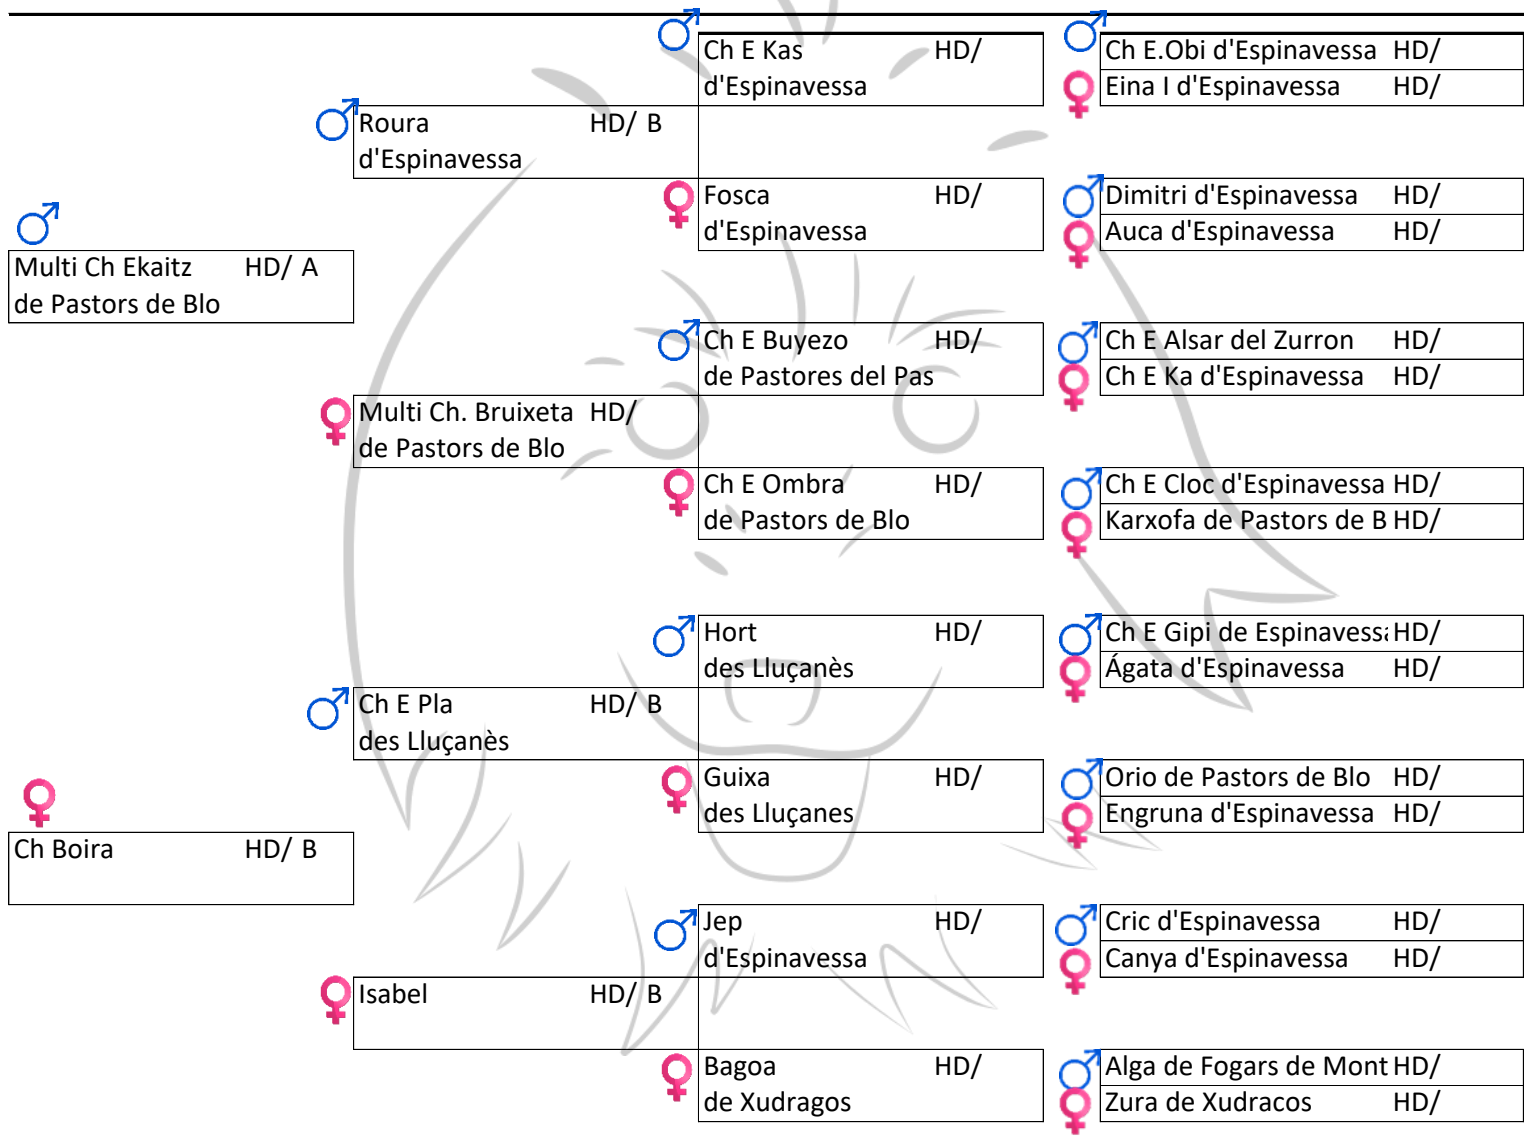 Ch E Kas HD/
d'Espinavessa
Ch E.Obi d'Espinavessa HD/
Eina I d'Espinavessa HD/
Roura HD/ B
d'Espinavessa
Fosca HD/
d'Espinavessa
Dimitri d'Espinavessa HD/
Auca d'Espinavessa HD/
Multi Ch Ekaitz HD/ A
de Pastors de Blo
Ch E Buyezo HD/
de Pastores del Pas
Ch E Alsar del Zurron HD/
Ch E Ka d'Espinavessa HD/
Multi Ch. Bruixeta HD/
de Pastors de Blo
Ch E Ombra HD/
de Pastors de Blo
Ch E Cloc d'Espinavessa HD/
Karxofa de Pastors de B HD/
Hort HD/
des Lluçanès
Ch E Gipi de Espinavessa HD/
Ágata d'Espinavessa HD/
Ch E Pla HD/ B
des Lluçanès
Guixa HD/
des Lluçanes
Orio de Pastors de Blo HD/
Engruna d'Espinavessa HD/
Ch Boira HD/ B
Jep HD/
d'Espinavessa
Cric d'Espinavessa HD/
Canya d'Espinavessa HD/
Isabel HD/ B
Bagoa HD/
de Xudragos
Alga de Fogars de Mont HD/
Zura de Xudracos HD/